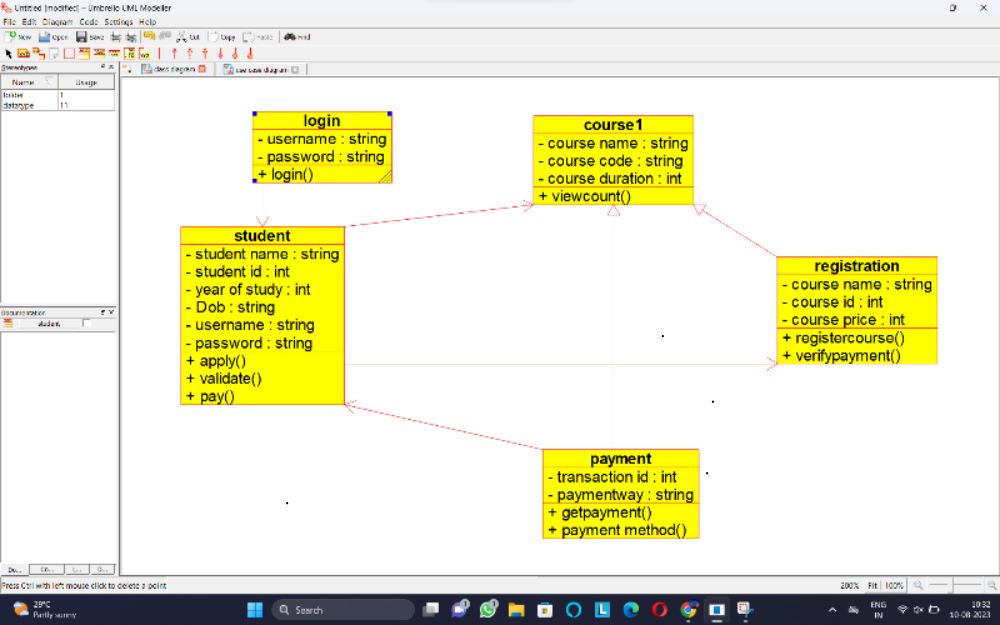 Untitled [modified] - Umbrello UML Modeller
File Edit Diagram Code Settings Help
New Open Save Cut Copy Paste Find
Stereotypes
class diagram use case diagram
Name Usage
folder 1
datatype 11
login
- username : string
- password : string
+ login()
course1
- course name : string
- course code : string
- course duration : int
+ viewcount()
student
- student name : string
- student id : int
- year of study : int
- Dob : string
- username : string
- password : string
+ apply()
+ validate()
+ pay()
registration
- course name : string
- course id : int
- course price : int
+ registercourse()
+ verifypayment()
payment
- transaction id : int
- paymentway : string
+ getpayment()
+ payment method()
Documentation
student
Do... Co... L... D...
Press Ctrl with left mouse click to delete a point
200% Fit 100%
29°C
Partly sunny
Search
ENG
IN
10:32
10-08-2023